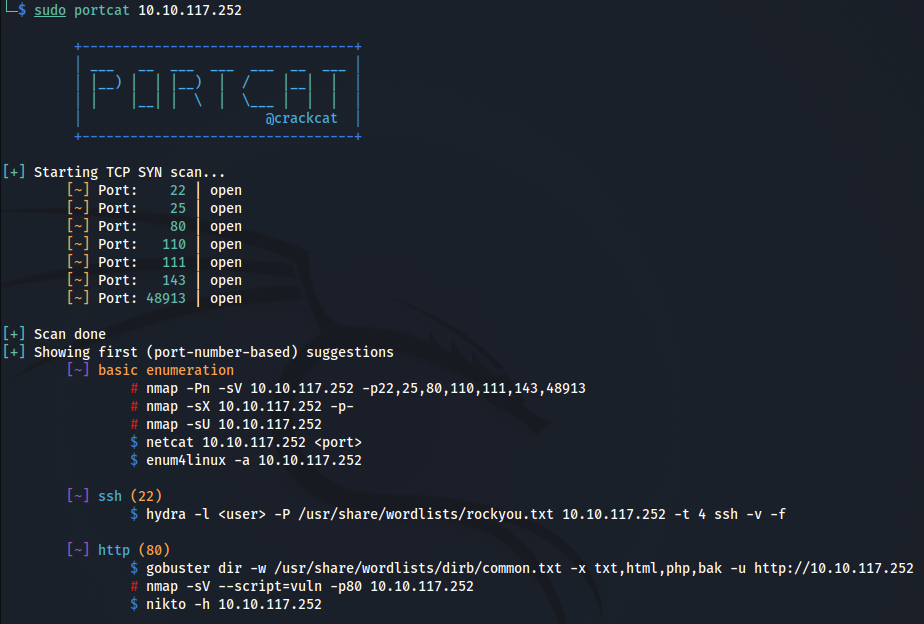 $ sudo portcat 10.10.117.252
PORTCAT
@crackcat
[+] Starting TCP SYN scan...
[~] Port: 22 | open
[~] Port: 25 | open
[~] Port: 80 | open
[~] Port: 110 | open
[~] Port: 111 | open
[~] Port: 143 | open
[~] Port: 48913 | open
[+] Scan done
[+] Showing first (port-number-based) suggestions
[~] basic enumeration
# nmap -Pn -sV 10.10.117.252 -p22,25,80,110,111,143,48913
# nmap -sX 10.10.117.252 -p-
# nmap -sU 10.10.117.252
$ netcat 10.10.117.252 <port>
$ enum4linux -a 10.10.117.252
[~] ssh (22)
$ hydra -l <user> -P /usr/share/wordlists/rockyou.txt 10.10.117.252 -t 4 ssh -v -f
[~] http (80)
$ gobuster dir -w /usr/share/wordlists/dirb/common.txt -x txt,html,php,bak -u http://10.10.117.252
# nmap -sV --script=vuln -p80 10.10.117.252
$ nikto -h 10.10.117.252